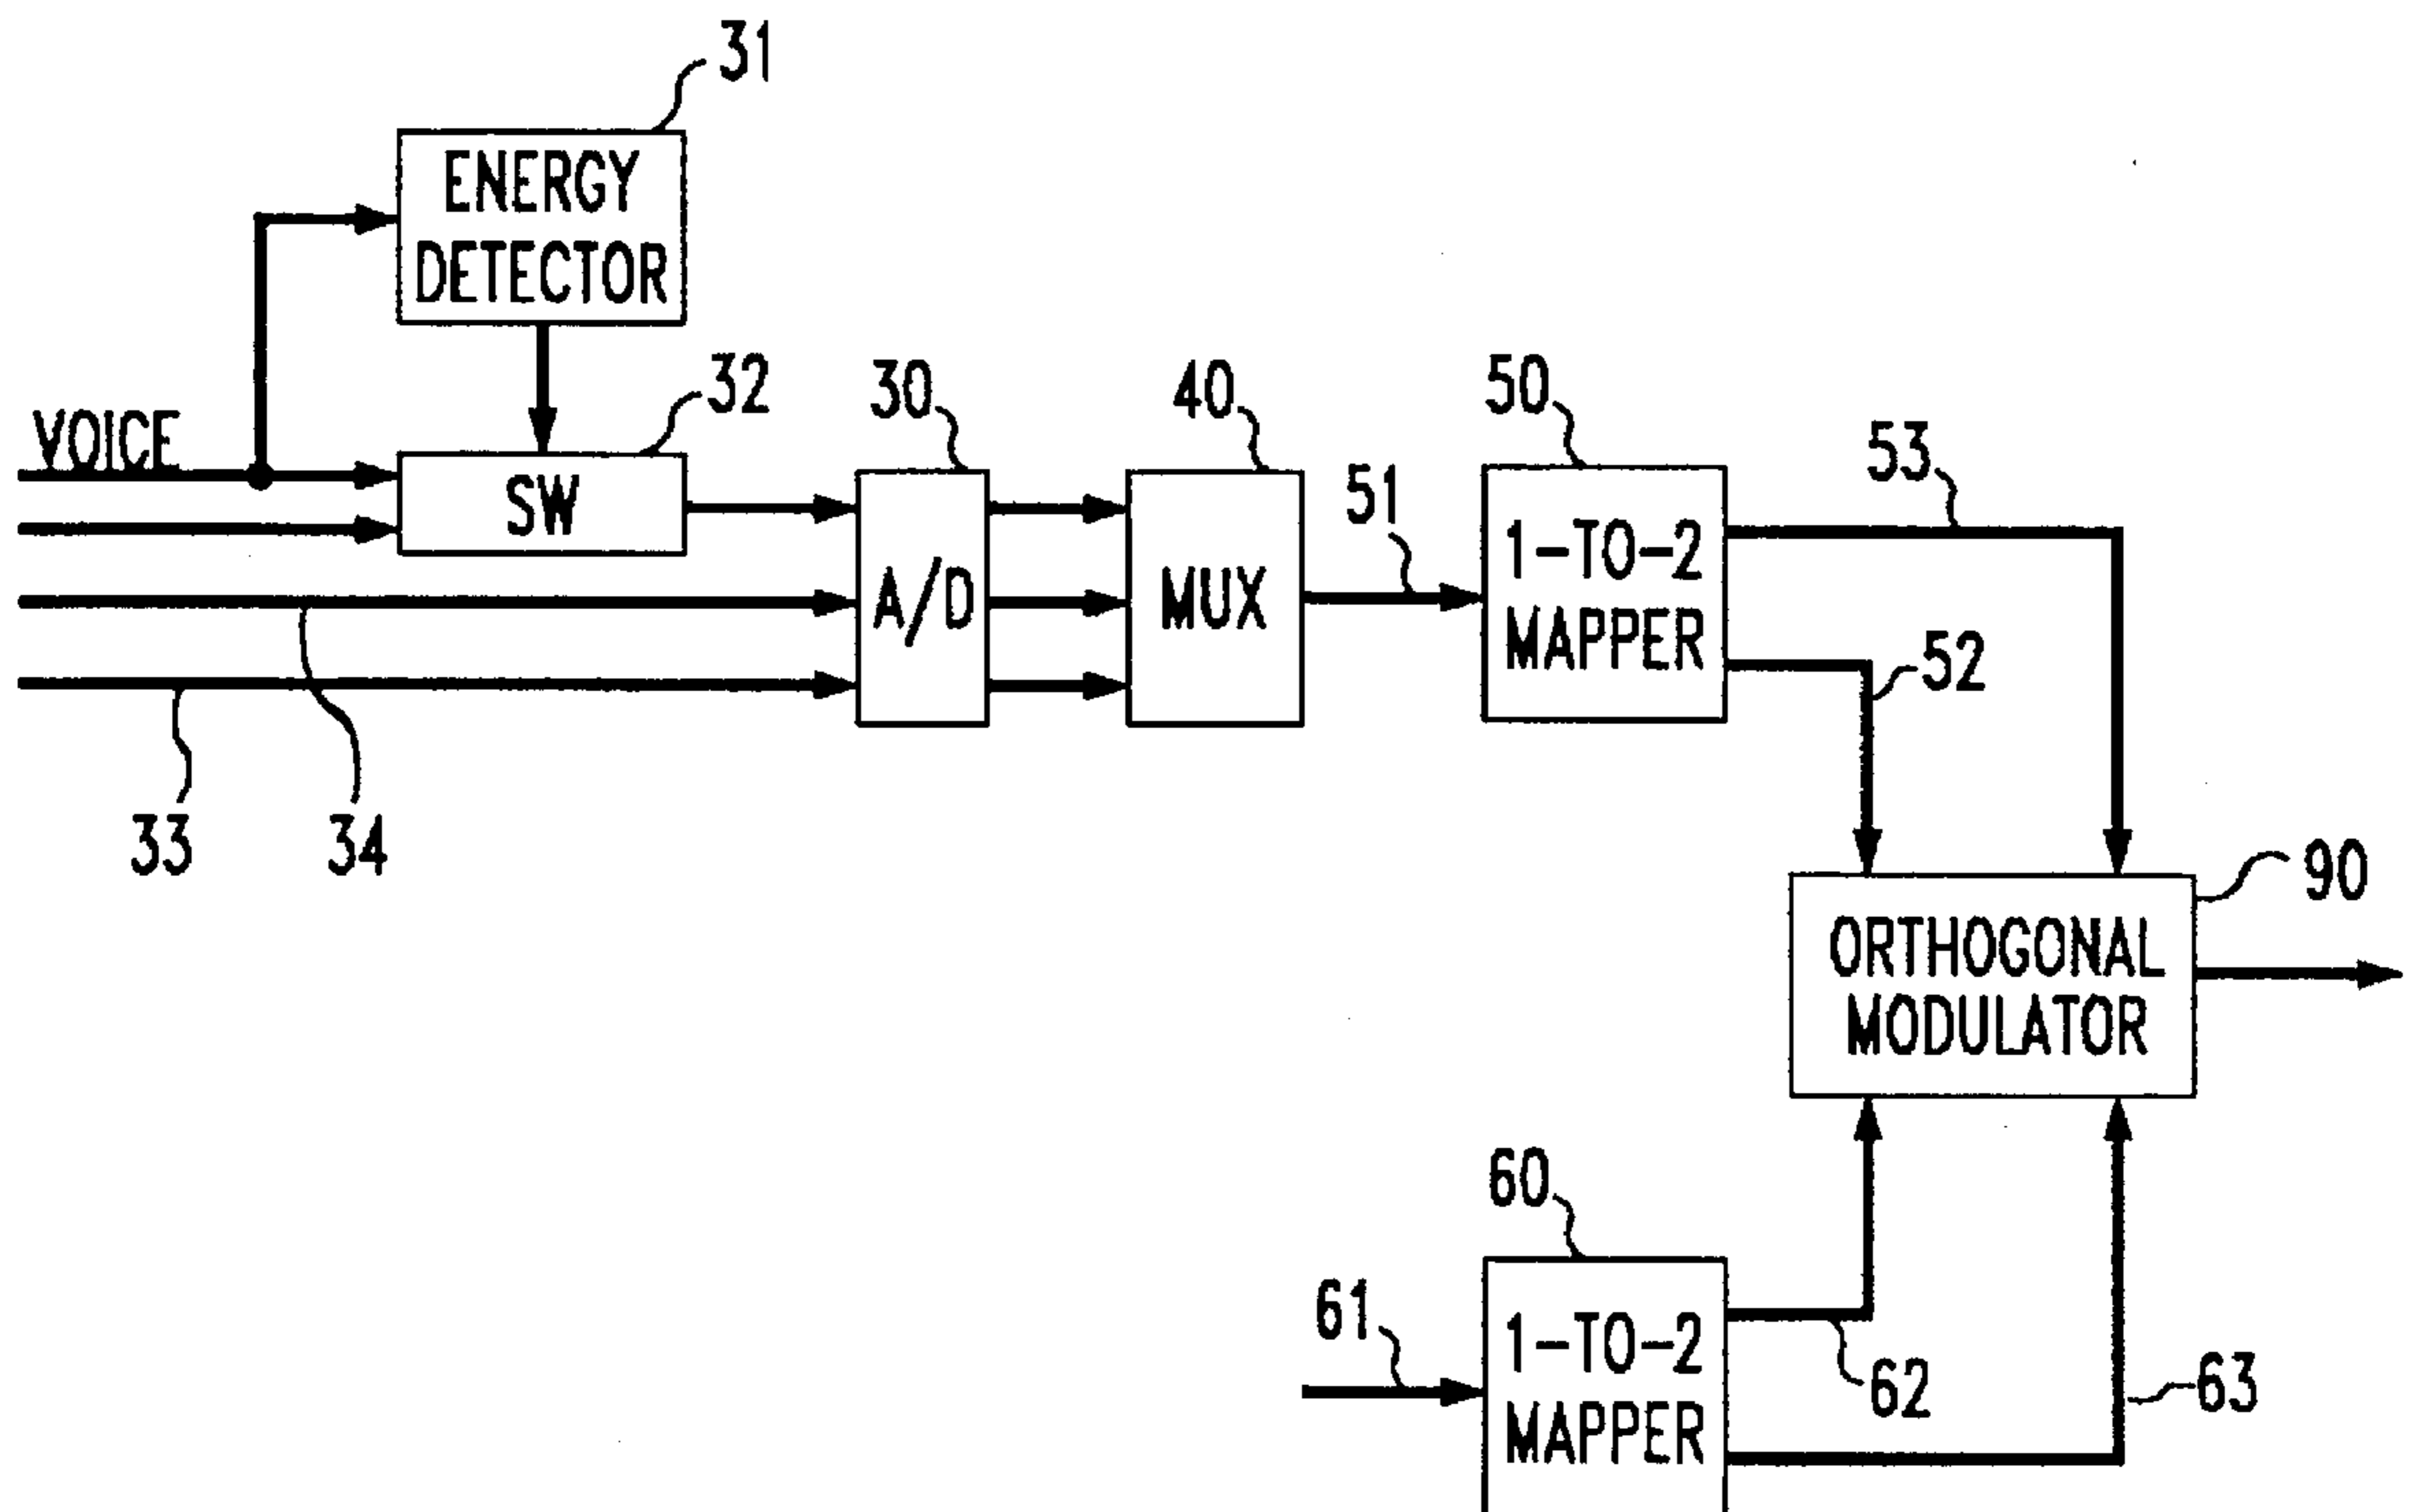 31
ENERGY
DETECTOR
32
30
40
50
53
VOICE
SW
51
A/D
MUX
1-TO-2
MAPPER
52
33
34
90
ORTHOGONAL
MODULATOR
60
61
1-TO-2
MAPPER
62
63